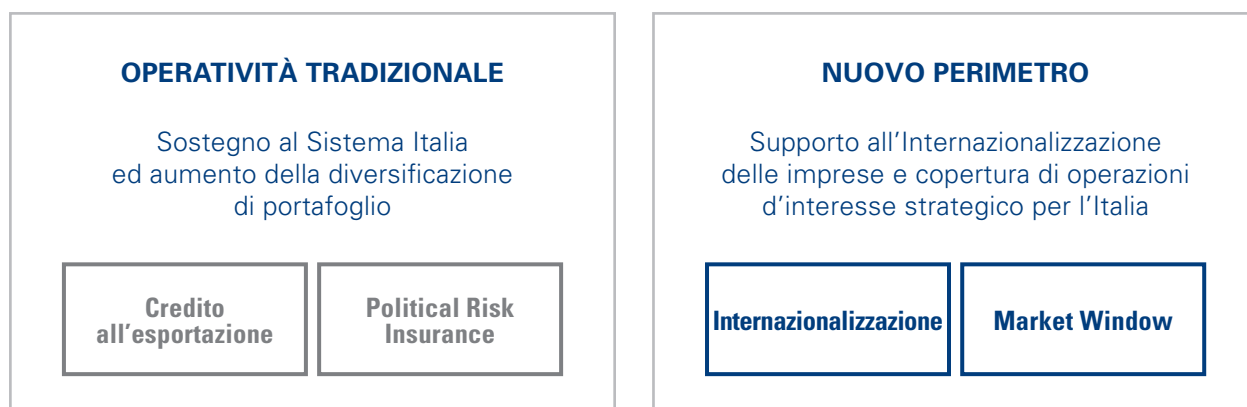 OPERATIVITÀ TRADIZIONALE
Sostegno al Sistema Italia
ed aumento della diversificazione
di portafoglio
Credito
all'esportazione
Political Risk
Insurance
NUOVO PERIMETRO
Supporto all'Internazionalizzazione
delle imprese e copertura di operazioni
d'interesse strategico per l'Italia
Internazionalizzazione
Market Window